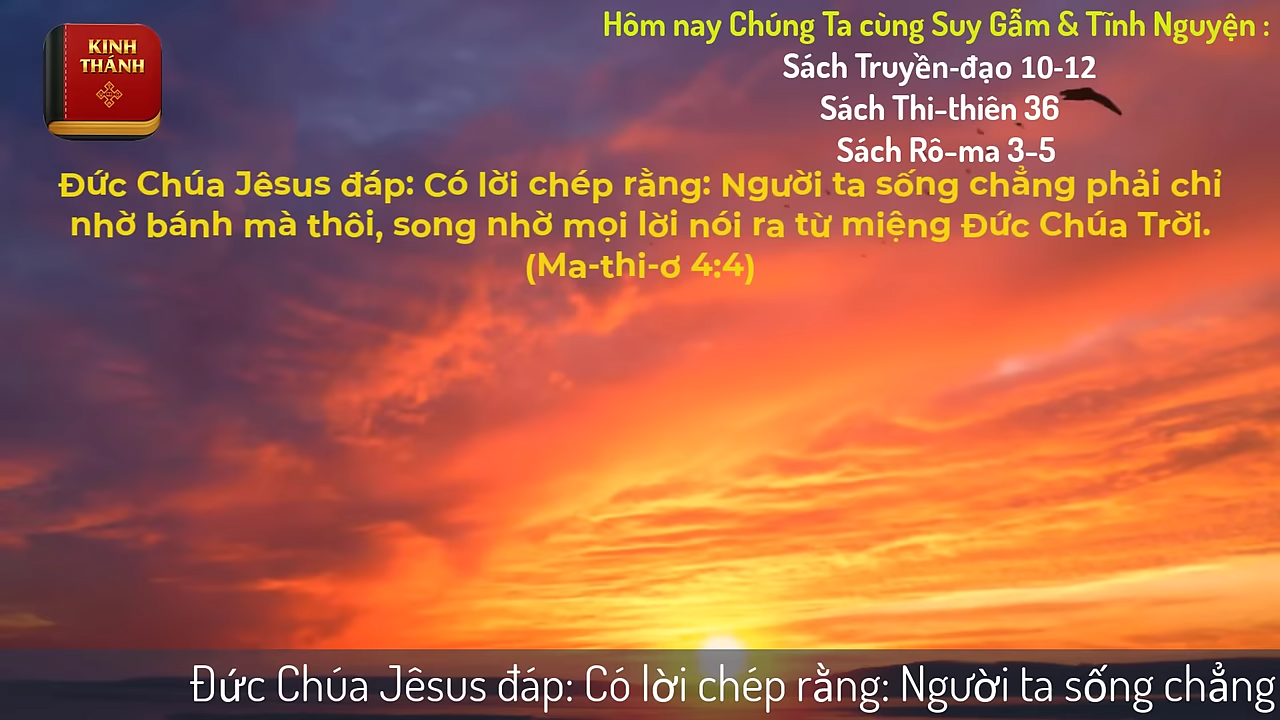 KINH
THÁNH
Hôm nay Chúng Ta cùng Suy Gẫm & Tĩnh Nguyện :
Sách Truyền-đạo 10-12
Sách Thi-thiên 36
Sách Rô-ma 3-5
Đức Chúa Jêsus đáp: Có lời chép rằng: Người ta sống chẳng phải chỉ
nhờ bánh mà thôi, song nhờ mọi lời nói ra từ miệng Đức Chúa Trời.
(Ma-thi-ơ 4:4)
Đức Chúa Jêsus đáp: Có lời chép rằng: Người ta sống chẳng